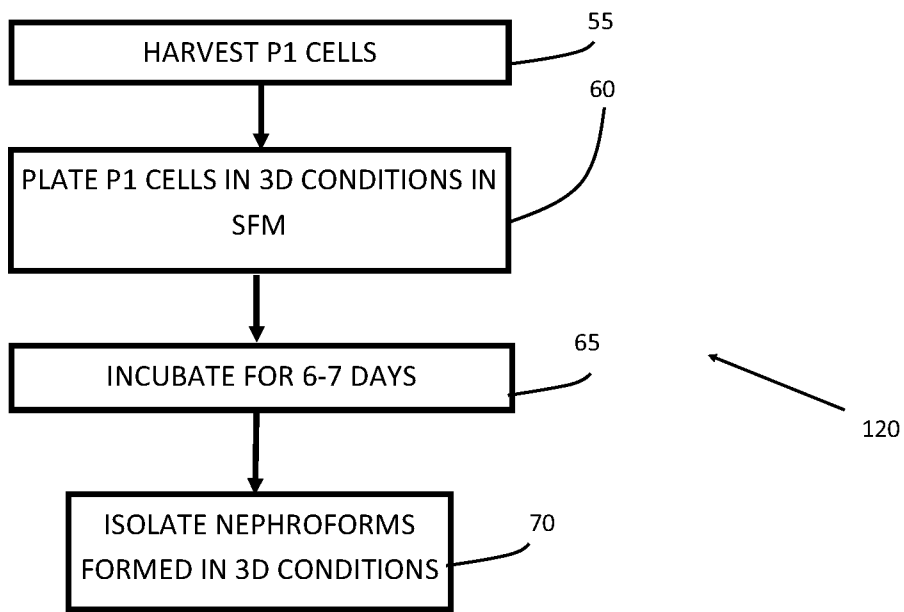 55
HARVEST P1 CELLS
60
PLATE P1 CELLS IN 3D CONDITIONS IN
SFM
65
INCUBATE FOR 6-7 DAYS
120
ISOLATE NEPHROFORMS
70
FORMED IN 3D CONDITIONS